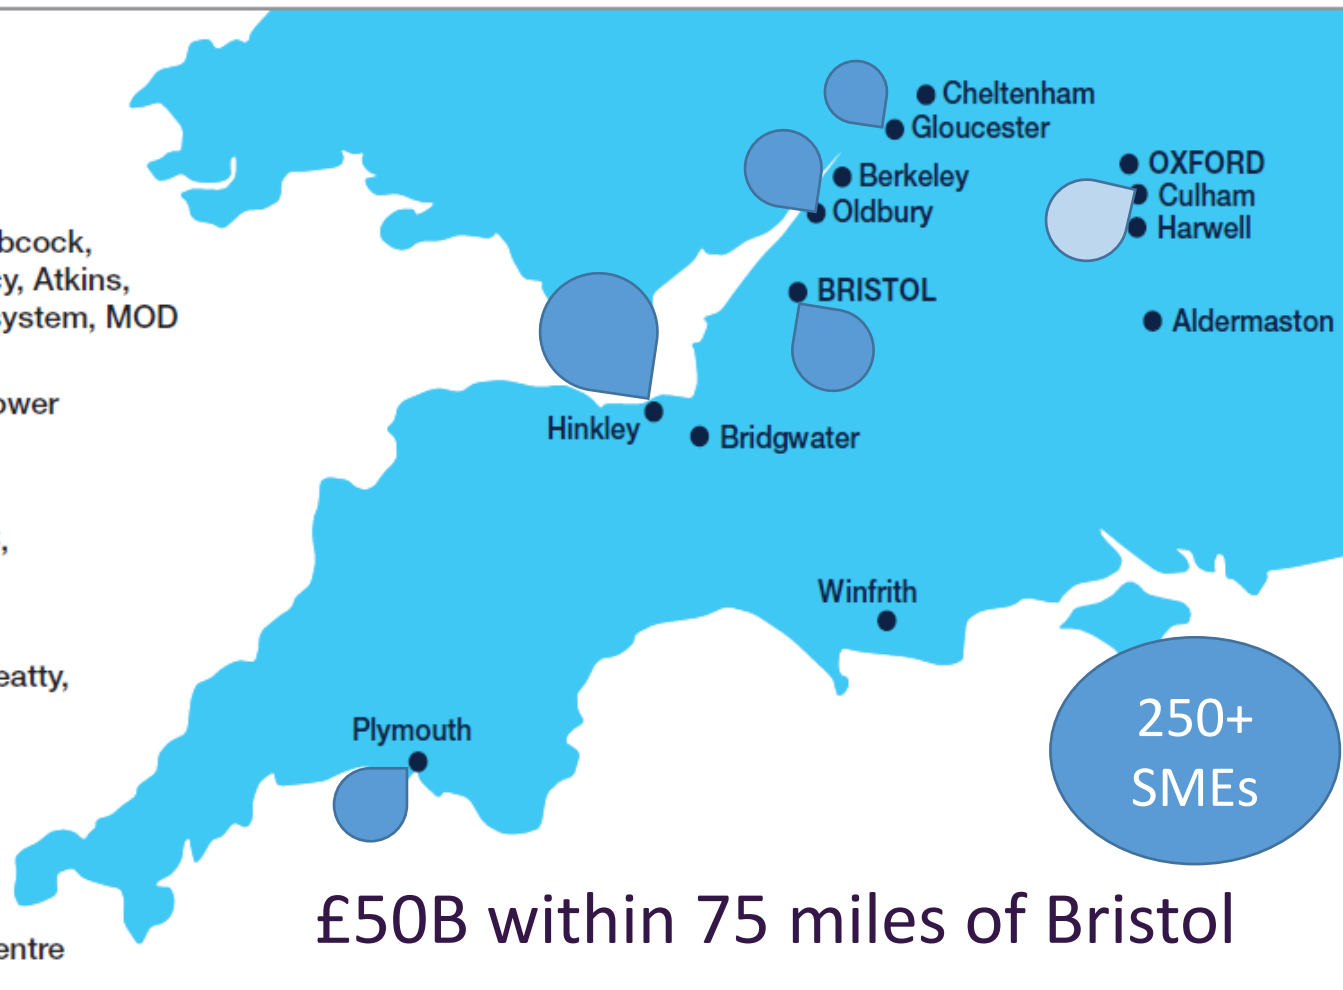 Cheltenham
Gloucester
OXFORD
Berkeley
Culham
Oldbury
Harwell
bcock,
y, Atkins,
ystem, MOD
BRISTOL
Aldermaston
ower
Hinkley
Bridgwater
,
Winfrith
eatty,
Plymouth
250+
SMEs
£50B within 75 miles of Bristol
entre